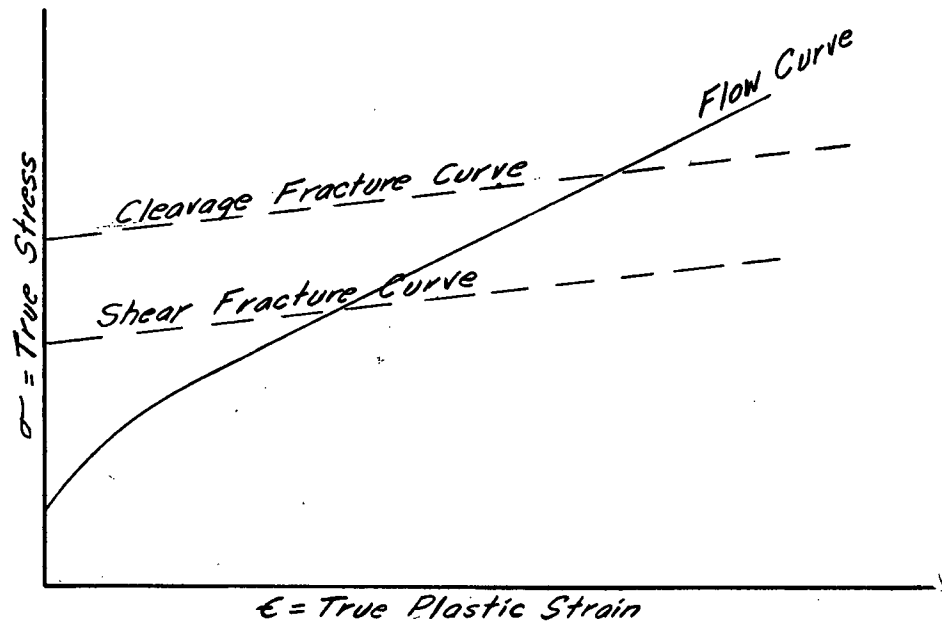 Flow Curve
Cleavage Fracture Curve
Shear Fracture Curve
σ = True Stress
ϵ = True Plastic Strain